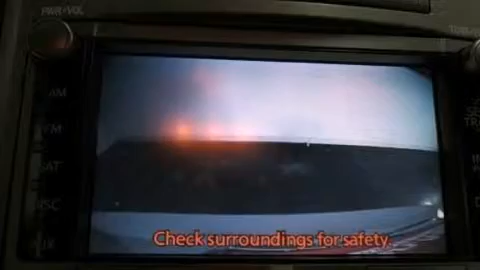 PWR•VOL
AM
FM
SAT
DISC
Check surroundings for safety.